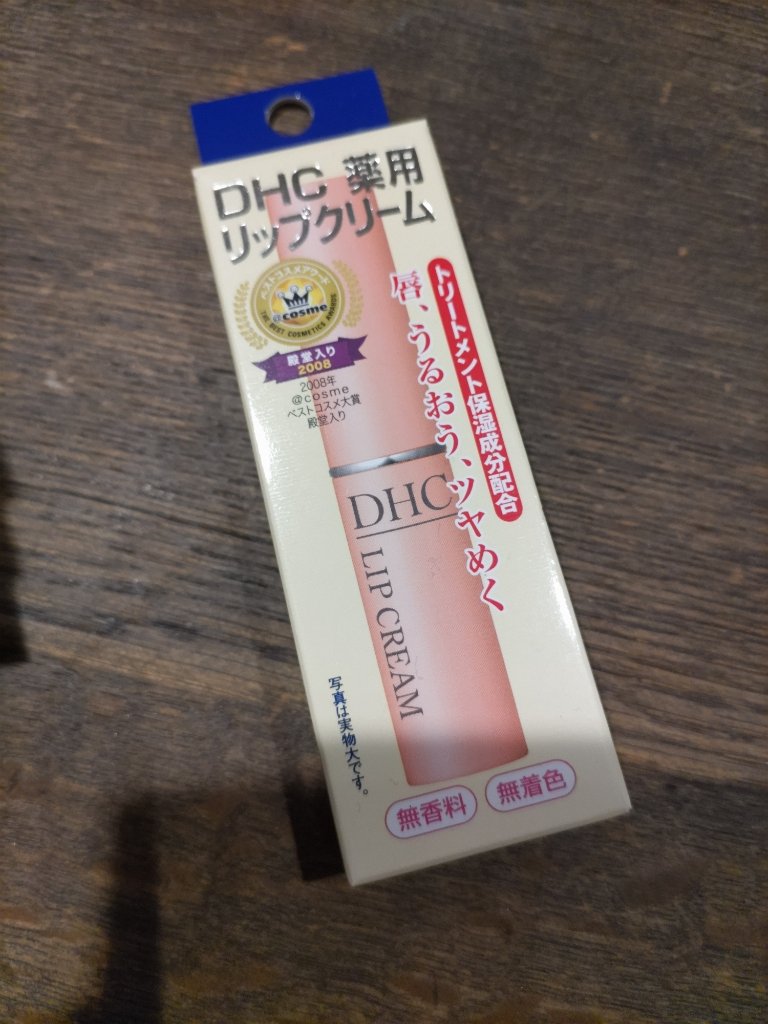 DHC 薬用
リップクリーム
ベストコスメアワード
@cosme
THE BEST COSMETICS AWARDS
殿堂入り
2008
2008年
@cosme
ベストコスメ大賞
殿堂入り
トリートメント保湿成分配合
唇、うるおう、ツヤめく
DHC
LIP CREAM
写真は実物大です。
無香料
無着色